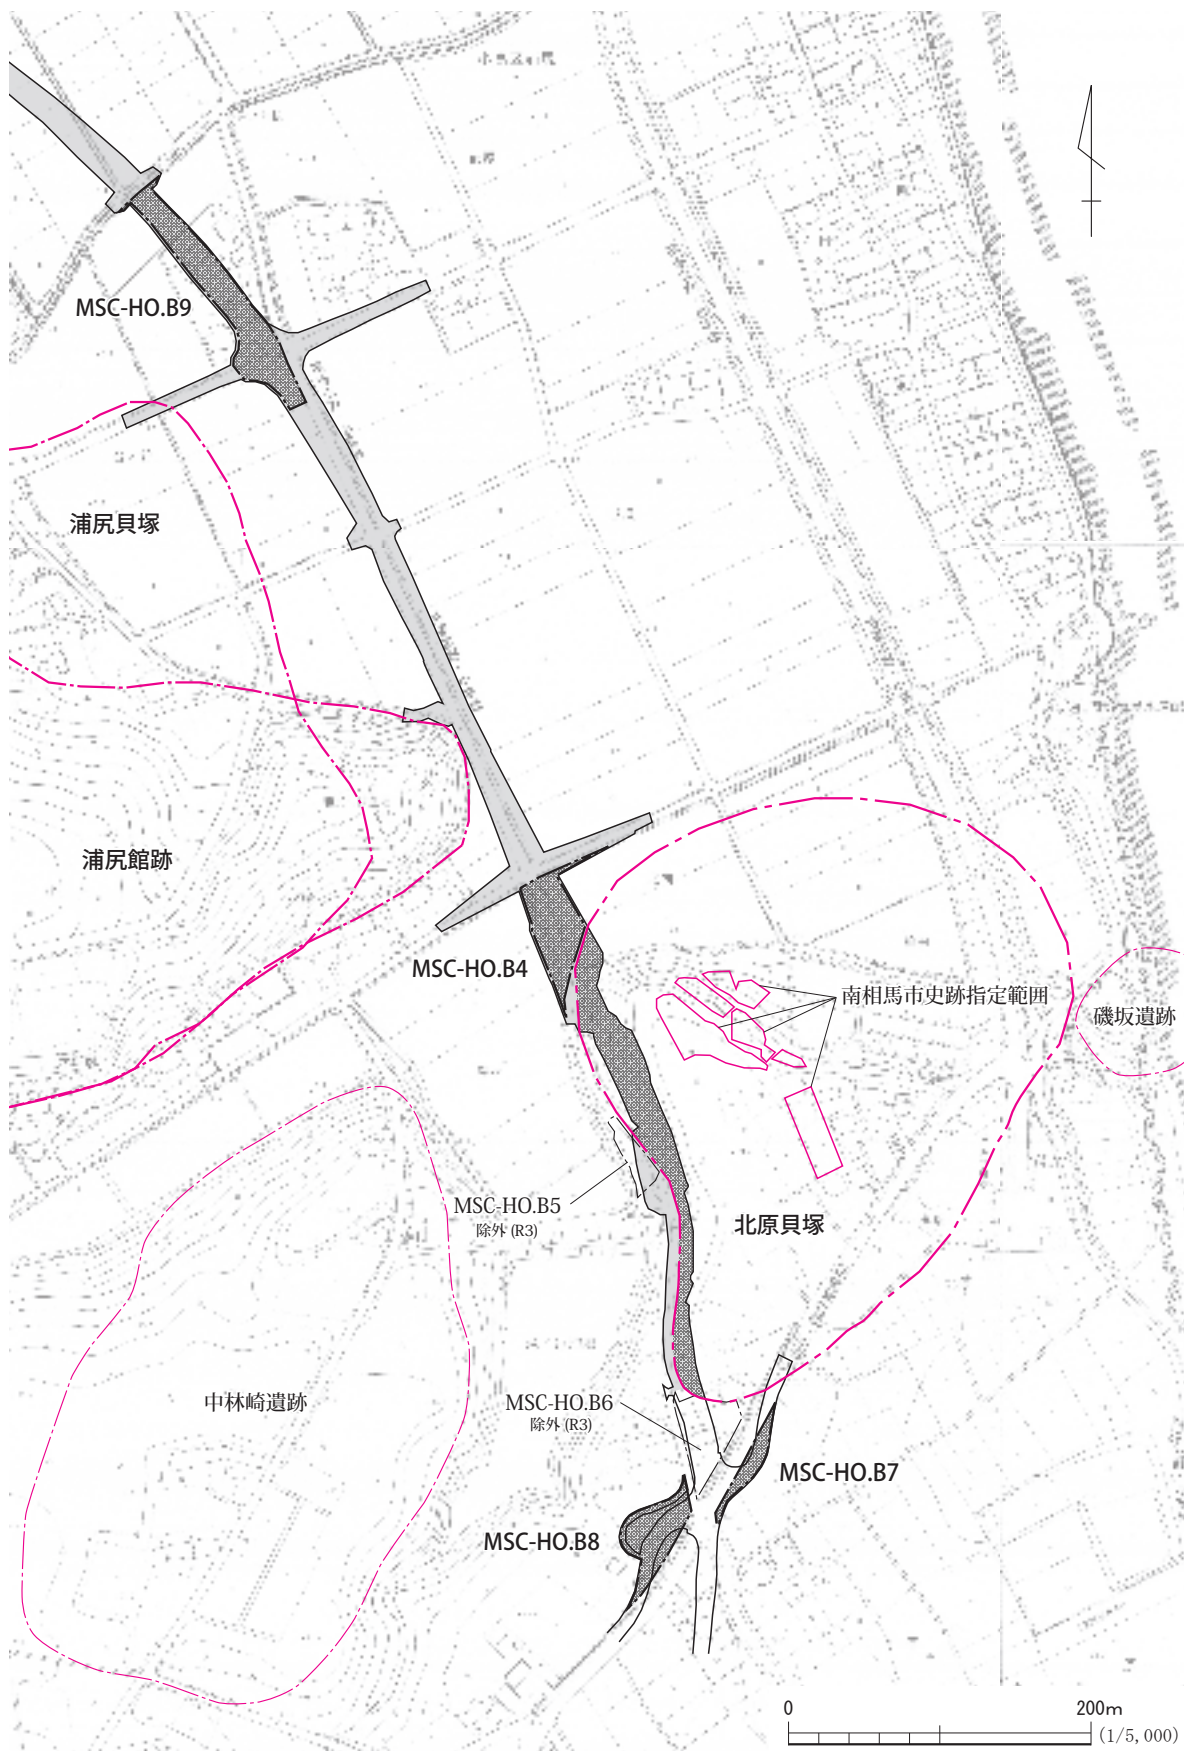 MSC-HO.B9
浦尻貝塚
浦尻館跡
MSC-HO.B4
南相馬市史跡指定範囲
磯坂遺跡
MSC-HO.B5
除外 (R3)
北原貝塚
中林崎遺跡
MSC-HO.B6
除外 (R3)
MSC-HO.B7
MSC-HO.B8
0 200m
(1/5,000)